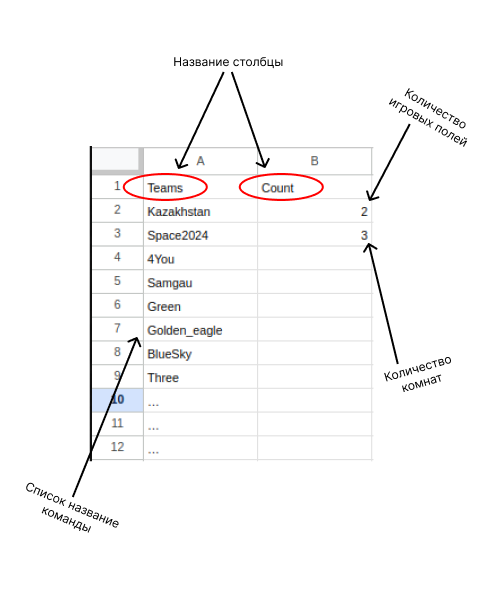 Название столбцы
Количество
игровых полей
A B
1 Teams Count
2 Kazakhstan 2
3 Space2024 3
4 4You
5 Samgau
6 Green
7 Golden_eagle
8 BlueSky
9 Three
10 ...
11 ...
12 ...
Количество
комнат
Список название
команды